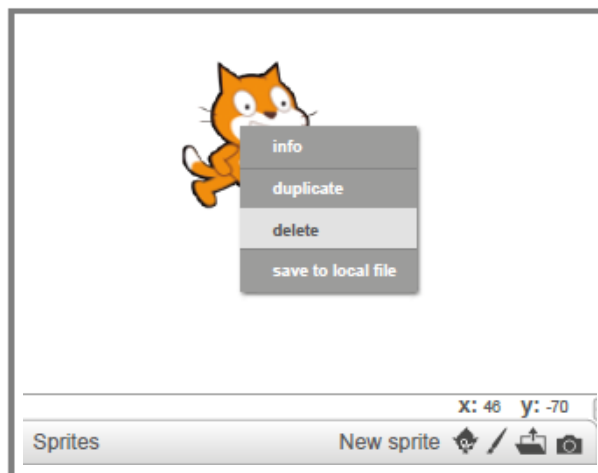 info
duplicate
delete
save to local file
x: 46 y: -70
Sprites New sprite